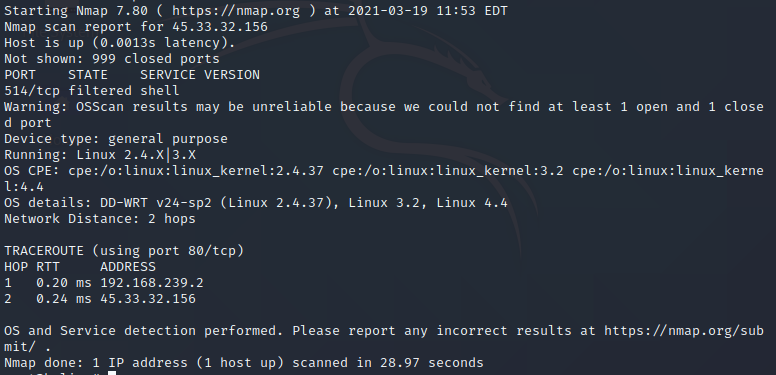 Starting Nmap 7.80 ( https://nmap.org ) at 2021-03-19 11:53 EDT
Nmap scan report for 45.33.32.156
Host is up (0.0013s latency).
Not shown: 999 closed ports
PORT    STATE    SERVICE VERSION
514/tcp filtered shell
Warning: OSScan results may be unreliable because we could not find at least 1 open and 1 close
d port
Device type: general purpose
Running: Linux 2.4.X|3.X
OS CPE: cpe:/o:linux:linux_kernel:2.4.37 cpe:/o:linux:linux_kernel:3.2 cpe:/o:linux:linux_kerne
l:4.4
OS details: DD-WRT v24-sp2 (Linux 2.4.37), Linux 3.2, Linux 4.4
Network Distance: 2 hops
TRACEROUTE (using port 80/tcp)
HOP RTT     ADDRESS
1   0.20 ms 192.168.239.2
2   0.24 ms 45.33.32.156
OS and Service detection performed. Please report any incorrect results at https://nmap.org/sub
mit/ .
Nmap done: 1 IP address (1 host up) scanned in 28.97 seconds